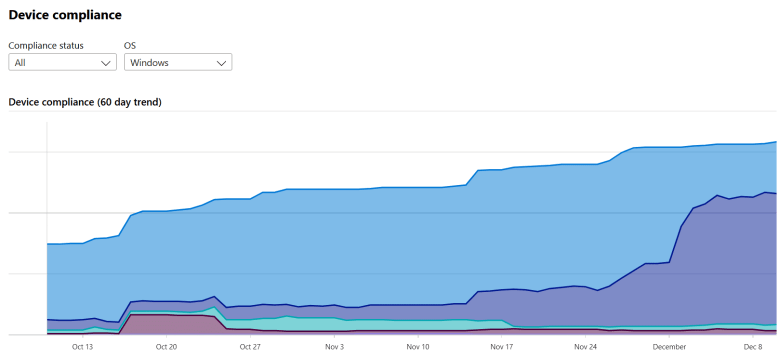 Device compliance
Compliance status OS
All Windows
Device compliance (60 day trend)
Oct 13 Oct 20 Oct 27 Nov 3 Nov 10 Nov 17 Nov 24 December Dec 8